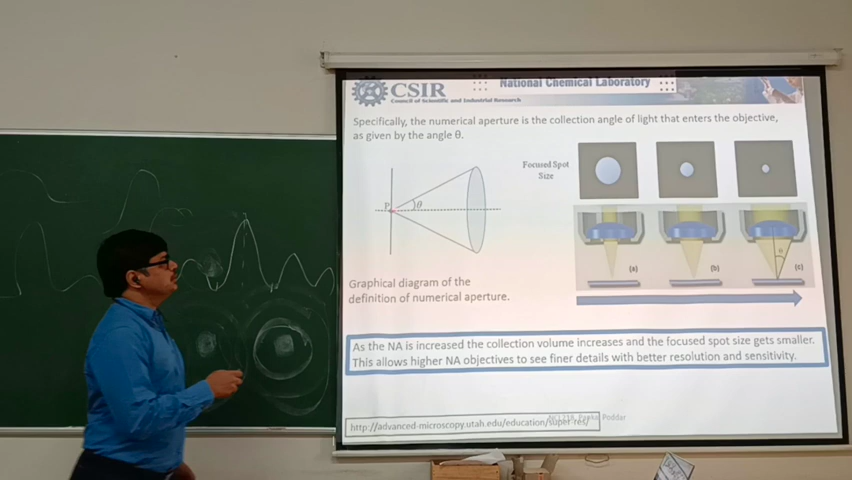 CSIR
Council of Scientific and Industrial Research
National Chemical Laboratory
Specifically, the numerical aperture is the collection angle of light that enters the objective,
as given by the angle θ.
Focused Spot
Size
P
θ
(a)
(b)
θ
(c)
Graphical diagram of the
definition of numerical aperture.
As the NA is increased the collection volume increases and the focused spot size gets smaller.
This allows higher NA objectives to see finer details with better resolution and sensitivity.
Poddar
http://advanced-microscopy.utah.edu/education/super-res/